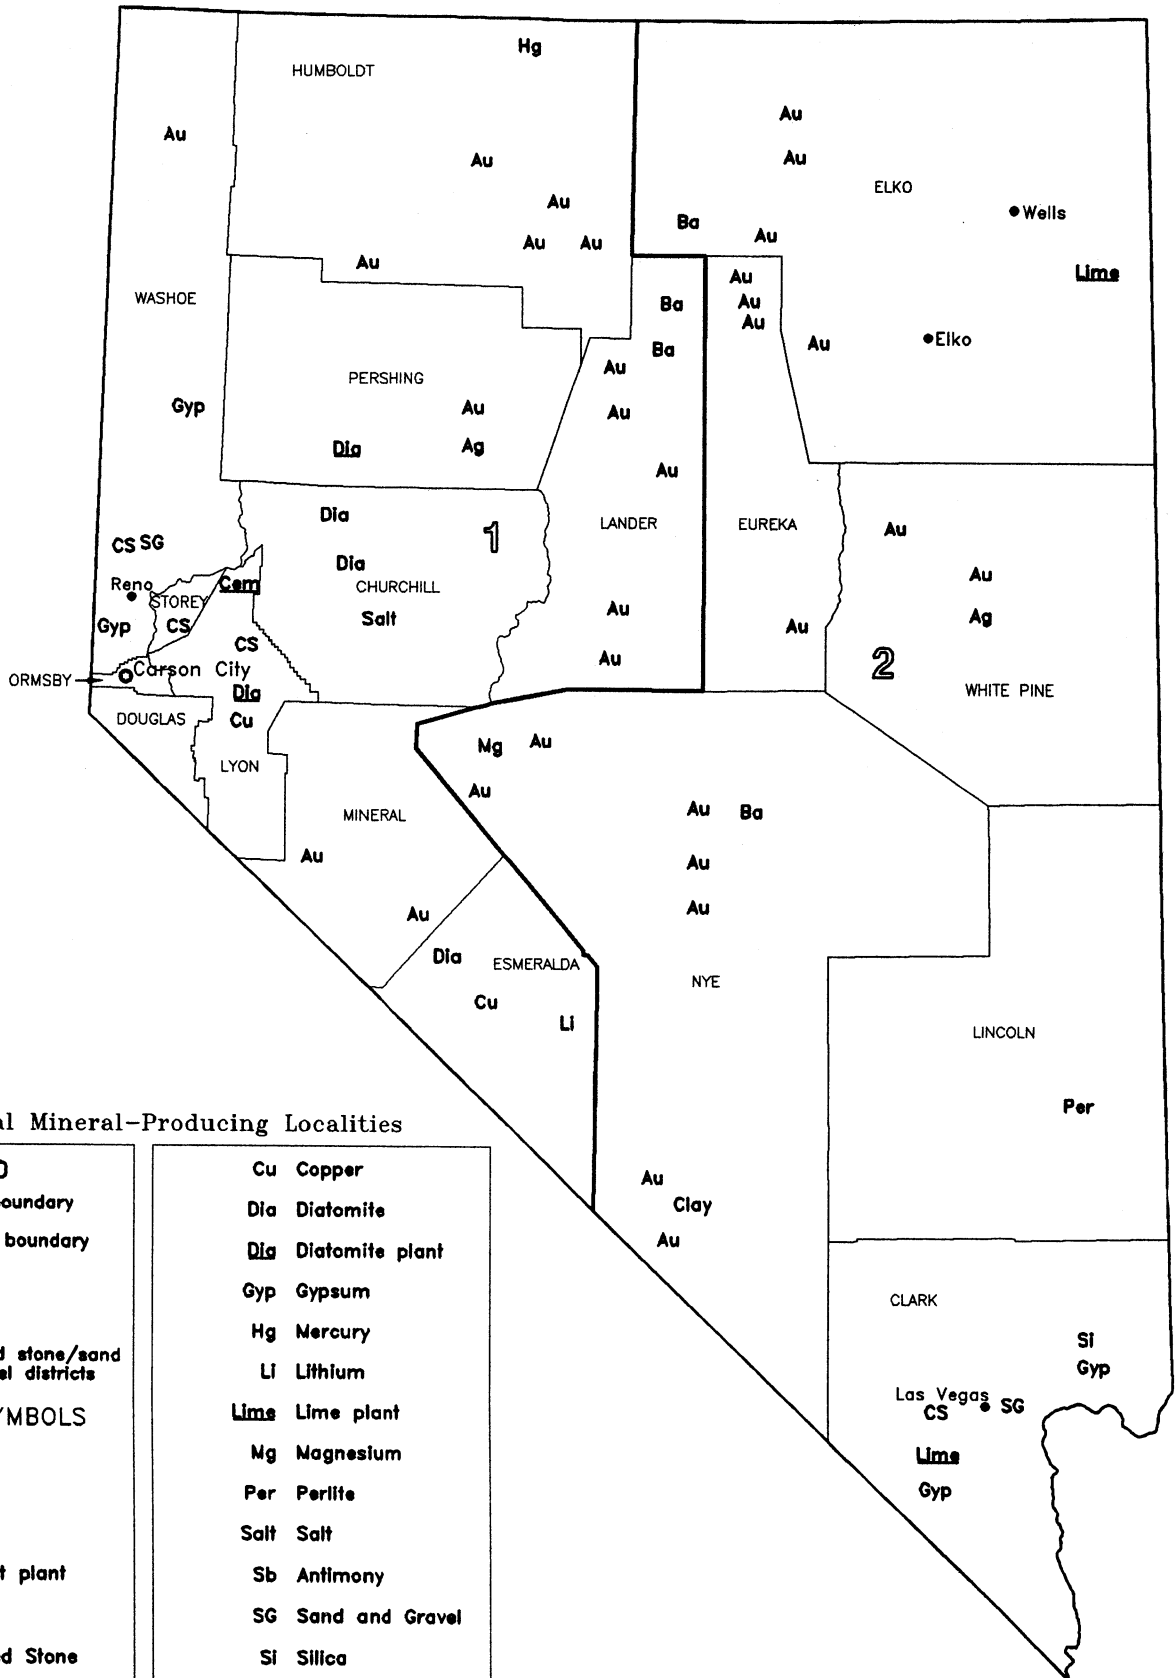 Hg
HUMBOLDT
Au
Au
Au
Au
ELKO
Au
Wells
Ba
Au
Au
Au
Au
Lime
WASHOE
Au
Au
Au
Ba
Elko
Au
Ba
Au
PERSHING
Gyp
Au
Au
Dia
Ag
Au
Dia
1
LANDER
EUREKA
Au
CS SG
Dia
Au
Reno
Cem
CHURCHILL
STOREY
Salt
Au
Ag
Gyp
CS
Au
CS
Au
2
ORMSBY
Carson City
WHITE PINE
Dia
DOUGLAS
Cu
Mg
Au
LYON
Au
MINERAL
Au
Ba
Au
Au
Au
Au
Dia
ESMERALDA
NYE
Cu
Li
LINCOLN
Per
al Mineral-Producing Localities
Au
Clay
Au
CLARK
Si
Gyp
Las Vegas
CS
SG
Lime
Gyp
oundary
boundary
d stone/sand
el districts
YMBOLS
t plant
d Stone
Cu Copper
Dia Diatomite
Dia Diatomite plant
Gyp Gypsum
Hg Mercury
Li Lithium
Lime Lime plant
Mg Magnesium
Per Perlite
Salt Salt
Sb Antimony
SG Sand and Gravel
Si Silica